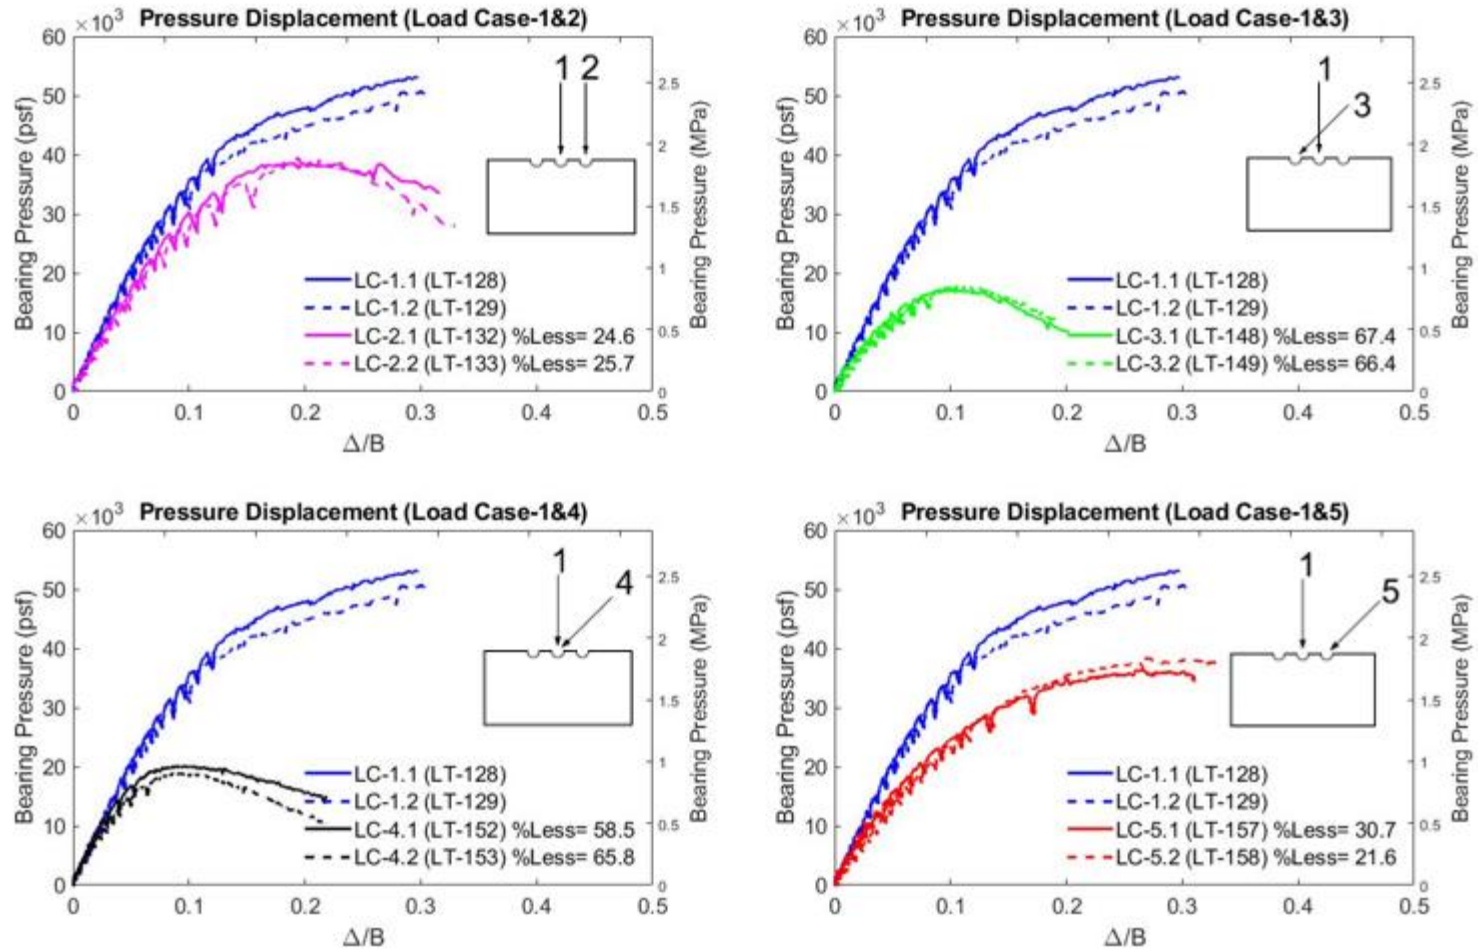 Pressure Displacement (Load Case-1&2)
×10³
60
50
40
30
20
10
0
Bearing Pressure (psf)
2.5
2
1.5
1
0.5
0
Bearing Pressure (MPa)
1 2
LC-1.1 (LT-128)
LC-1.2 (LT-129)
LC-2.1 (LT-132) %Less= 24.6
LC-2.2 (LT-133) %Less= 25.7
0 0.1 0.2 0.3 0.4 0.5
Δ/B
Pressure Displacement (Load Case-1&3)
×10³
60
50
40
30
20
10
0
Bearing Pressure (psf)
2.5
2
1.5
1
0.5
0
Bearing Pressure (MPa)
1
3
LC-1.1 (LT-128)
LC-1.2 (LT-129)
LC-3.1 (LT-148) %Less= 67.4
LC-3.2 (LT-149) %Less= 66.4
0 0.1 0.2 0.3 0.4 0.5
Δ/B
Pressure Displacement (Load Case-1&4)
×10³
60
50
40
30
20
10
0
Bearing Pressure (psf)
2.5
2
1.5
1
0.5
0
Bearing Pressure (MPa)
1
4
LC-1.1 (LT-128)
LC-1.2 (LT-129)
LC-4.1 (LT-152) %Less= 58.5
LC-4.2 (LT-153) %Less= 65.8
0 0.1 0.2 0.3 0.4 0.5
Δ/B
Pressure Displacement (Load Case-1&5)
×10³
60
50
40
30
20
10
0
Bearing Pressure (psf)
2.5
2
1.5
1
0.5
0
Bearing Pressure (MPa)
1
5
LC-1.1 (LT-128)
LC-1.2 (LT-129)
LC-5.1 (LT-157) %Less= 30.7
LC-5.2 (LT-158) %Less= 21.6
0 0.1 0.2 0.3 0.4 0.5
Δ/B